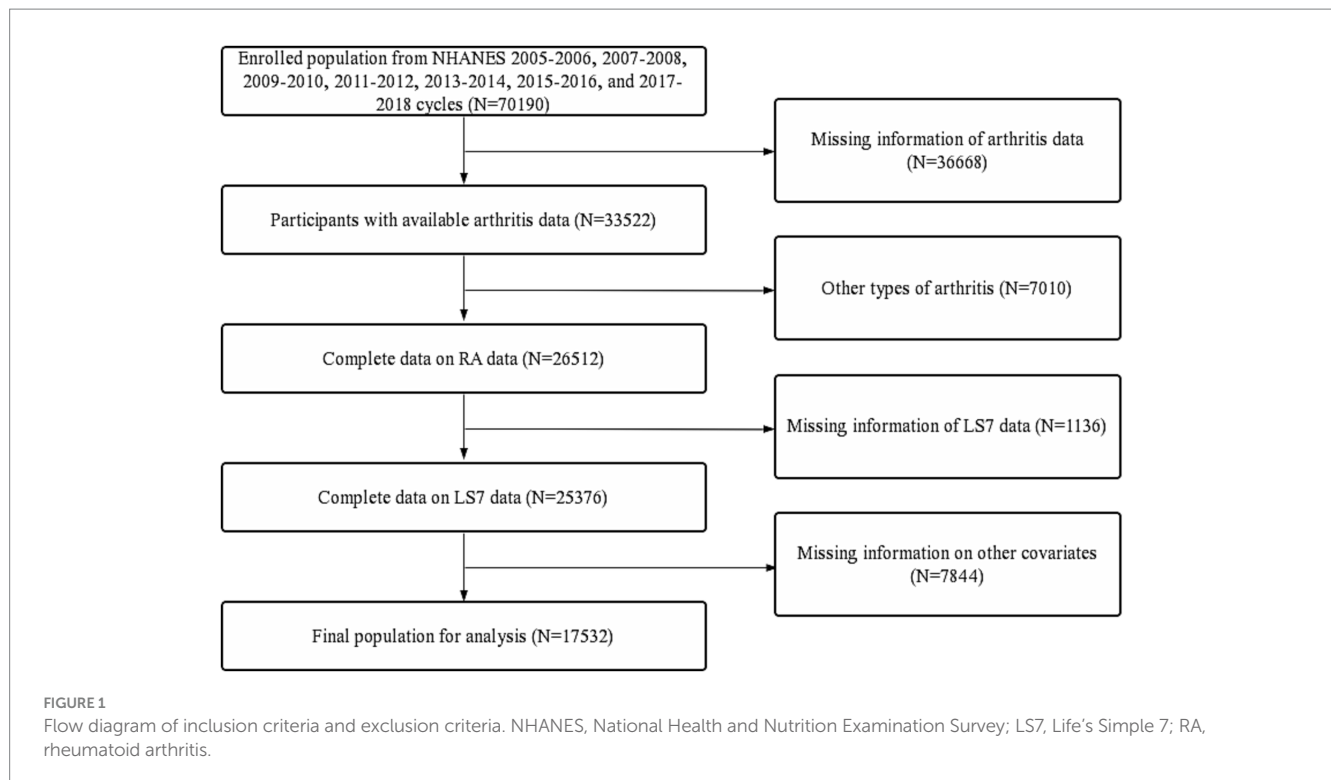 Enrolled population from NHANES 2005-2006, 2007-2008,
2009-2010, 2011-2012, 2013-2014, 2015-2016, and 2017-
2018 cycles (N=70190)
Missing information of arthritis data
(N=36668)
Participants with available arthritis data (N=33522)
Other types of arthritis (N=7010)
Complete data on RA data (N=26512)
Missing information of LS7 data (N=1136)
Complete data on LS7 data (N=25376)
Missing information on other covariates
(N=7844)
Final population for analysis (N=17532)
FIGURE 1
Flow diagram of inclusion criteria and exclusion criteria. NHANES, National Health and Nutrition Examination Survey; LS7, Life's Simple 7; RA,
rheumatoid arthritis.